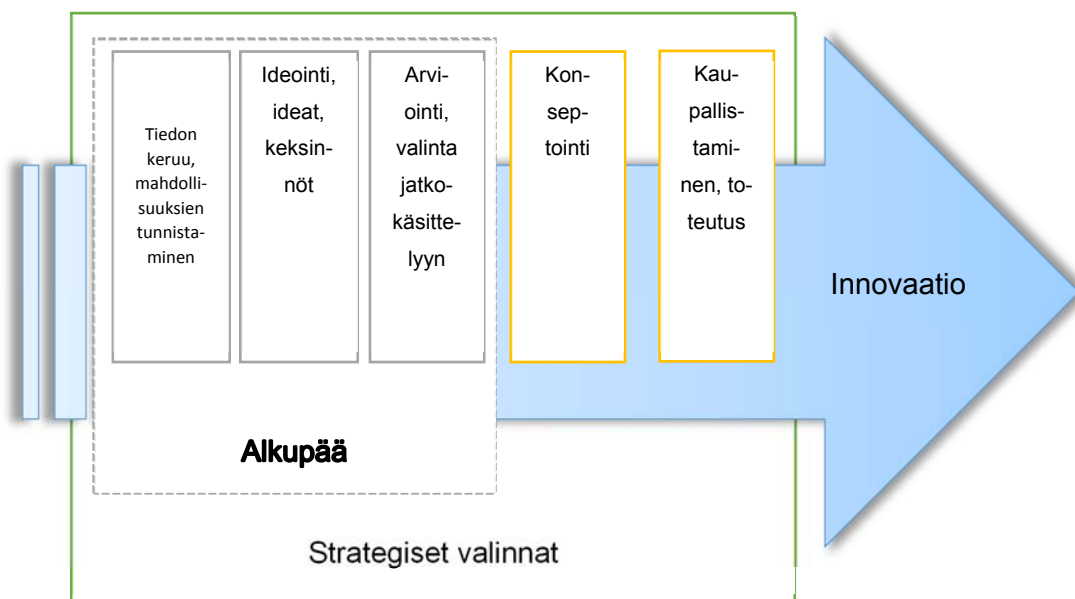 Tiedon
keruu,
mahdolli-
suuksien
tunnista-
minen
Ideointi,
ideat,
keksin-
nöt
Arvi-
ointi,
valinta
jatko-
käsitte-
lyyn
Kon-
sep-
tointi
Kau-
pallis-
tami-
nen, to-
teutus
Innovaatio
Alkupää
Strategiset valinnat